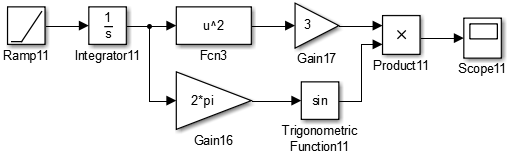 1
s
u^2
3
×
Ramp11
Integrator11
Fcn3
Gain17
Product11
Scope11
2*pi
sin
Gain16
Trigonometric
Function11